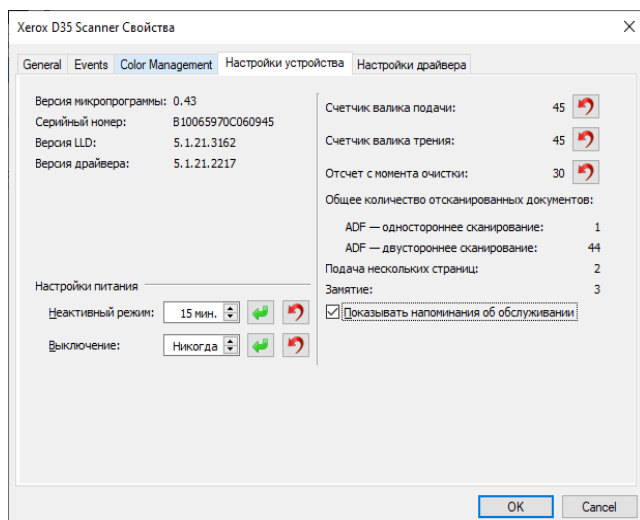 Xerox D35 Scanner Свойства
General Events Color Management Настройки устройства Настройки драйвера
Версия микропрограммы: 0.43
Серийный номер: B10065970C060945
Версия LLD: 5.1.21.3162
Версия драйвера: 5.1.21.2217
Настройки питания
Неактивный режим: 15 мин.
Выключение: Никогда
Счетчик валика подачи: 45
Счетчик валика трения: 45
Отсчет с момента очистки: 30
Общее количество отсканированных документов:
ADF — одностороннее сканирование: 1
ADF — двустороннее сканирование: 44
Подача нескольких страниц: 2
Замятие: 3
Показывать напоминания об обслуживании
OK Cancel